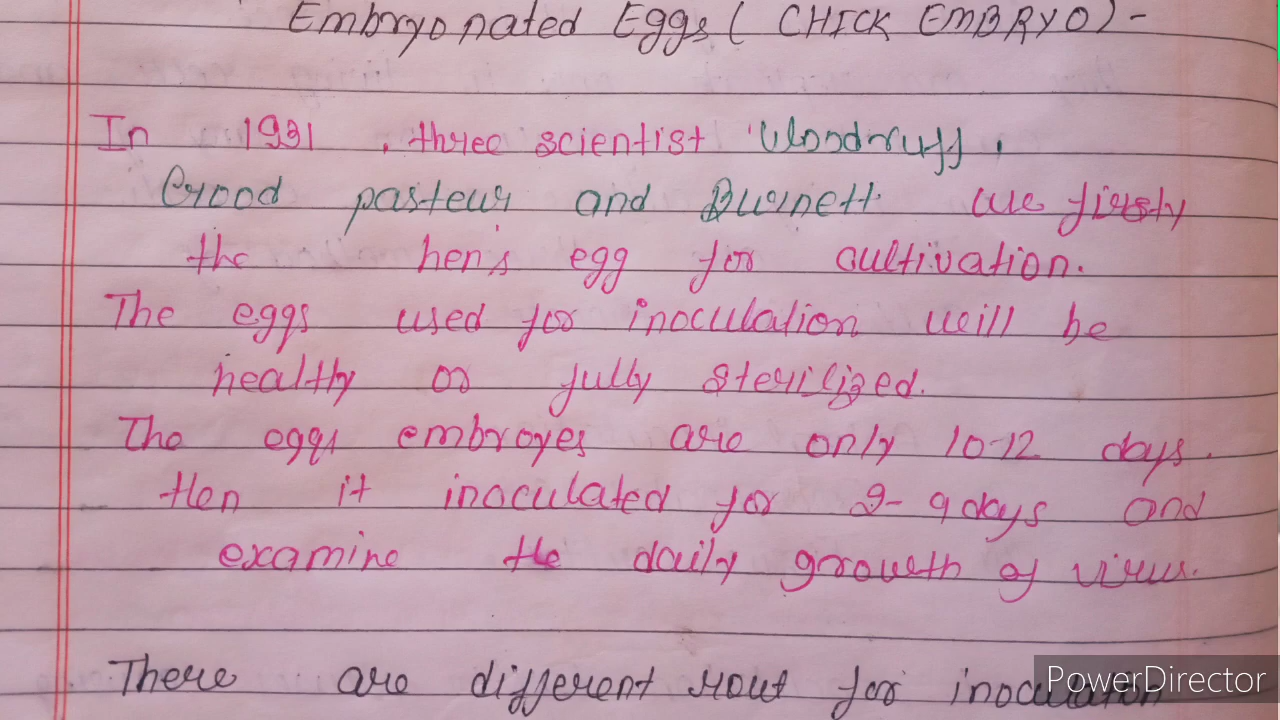 Embryonated Eggs ( CHICK EMBRYO) -
In 1931 , three scientist Woodruff,
Good pasteur and Burnett use firstly
the hen's egg for cultivation.
The eggs used for inoculation will be
healthy or fully sterilized.
The eggs embroyes are only 10-12 days.
then it inoculated for 2-9 days and
examine the daily growth of virus.
There are different rout for inoculation
PowerDirector